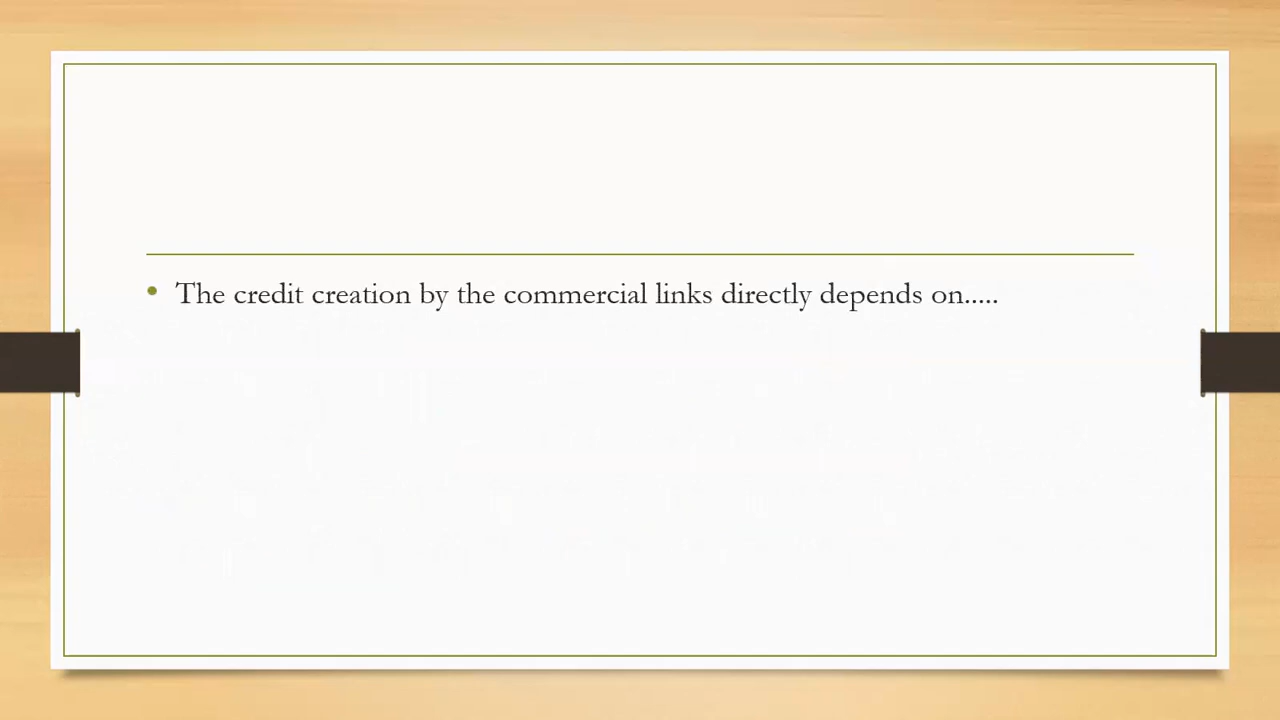 • The credit creation by the commercial links directly depends on.....